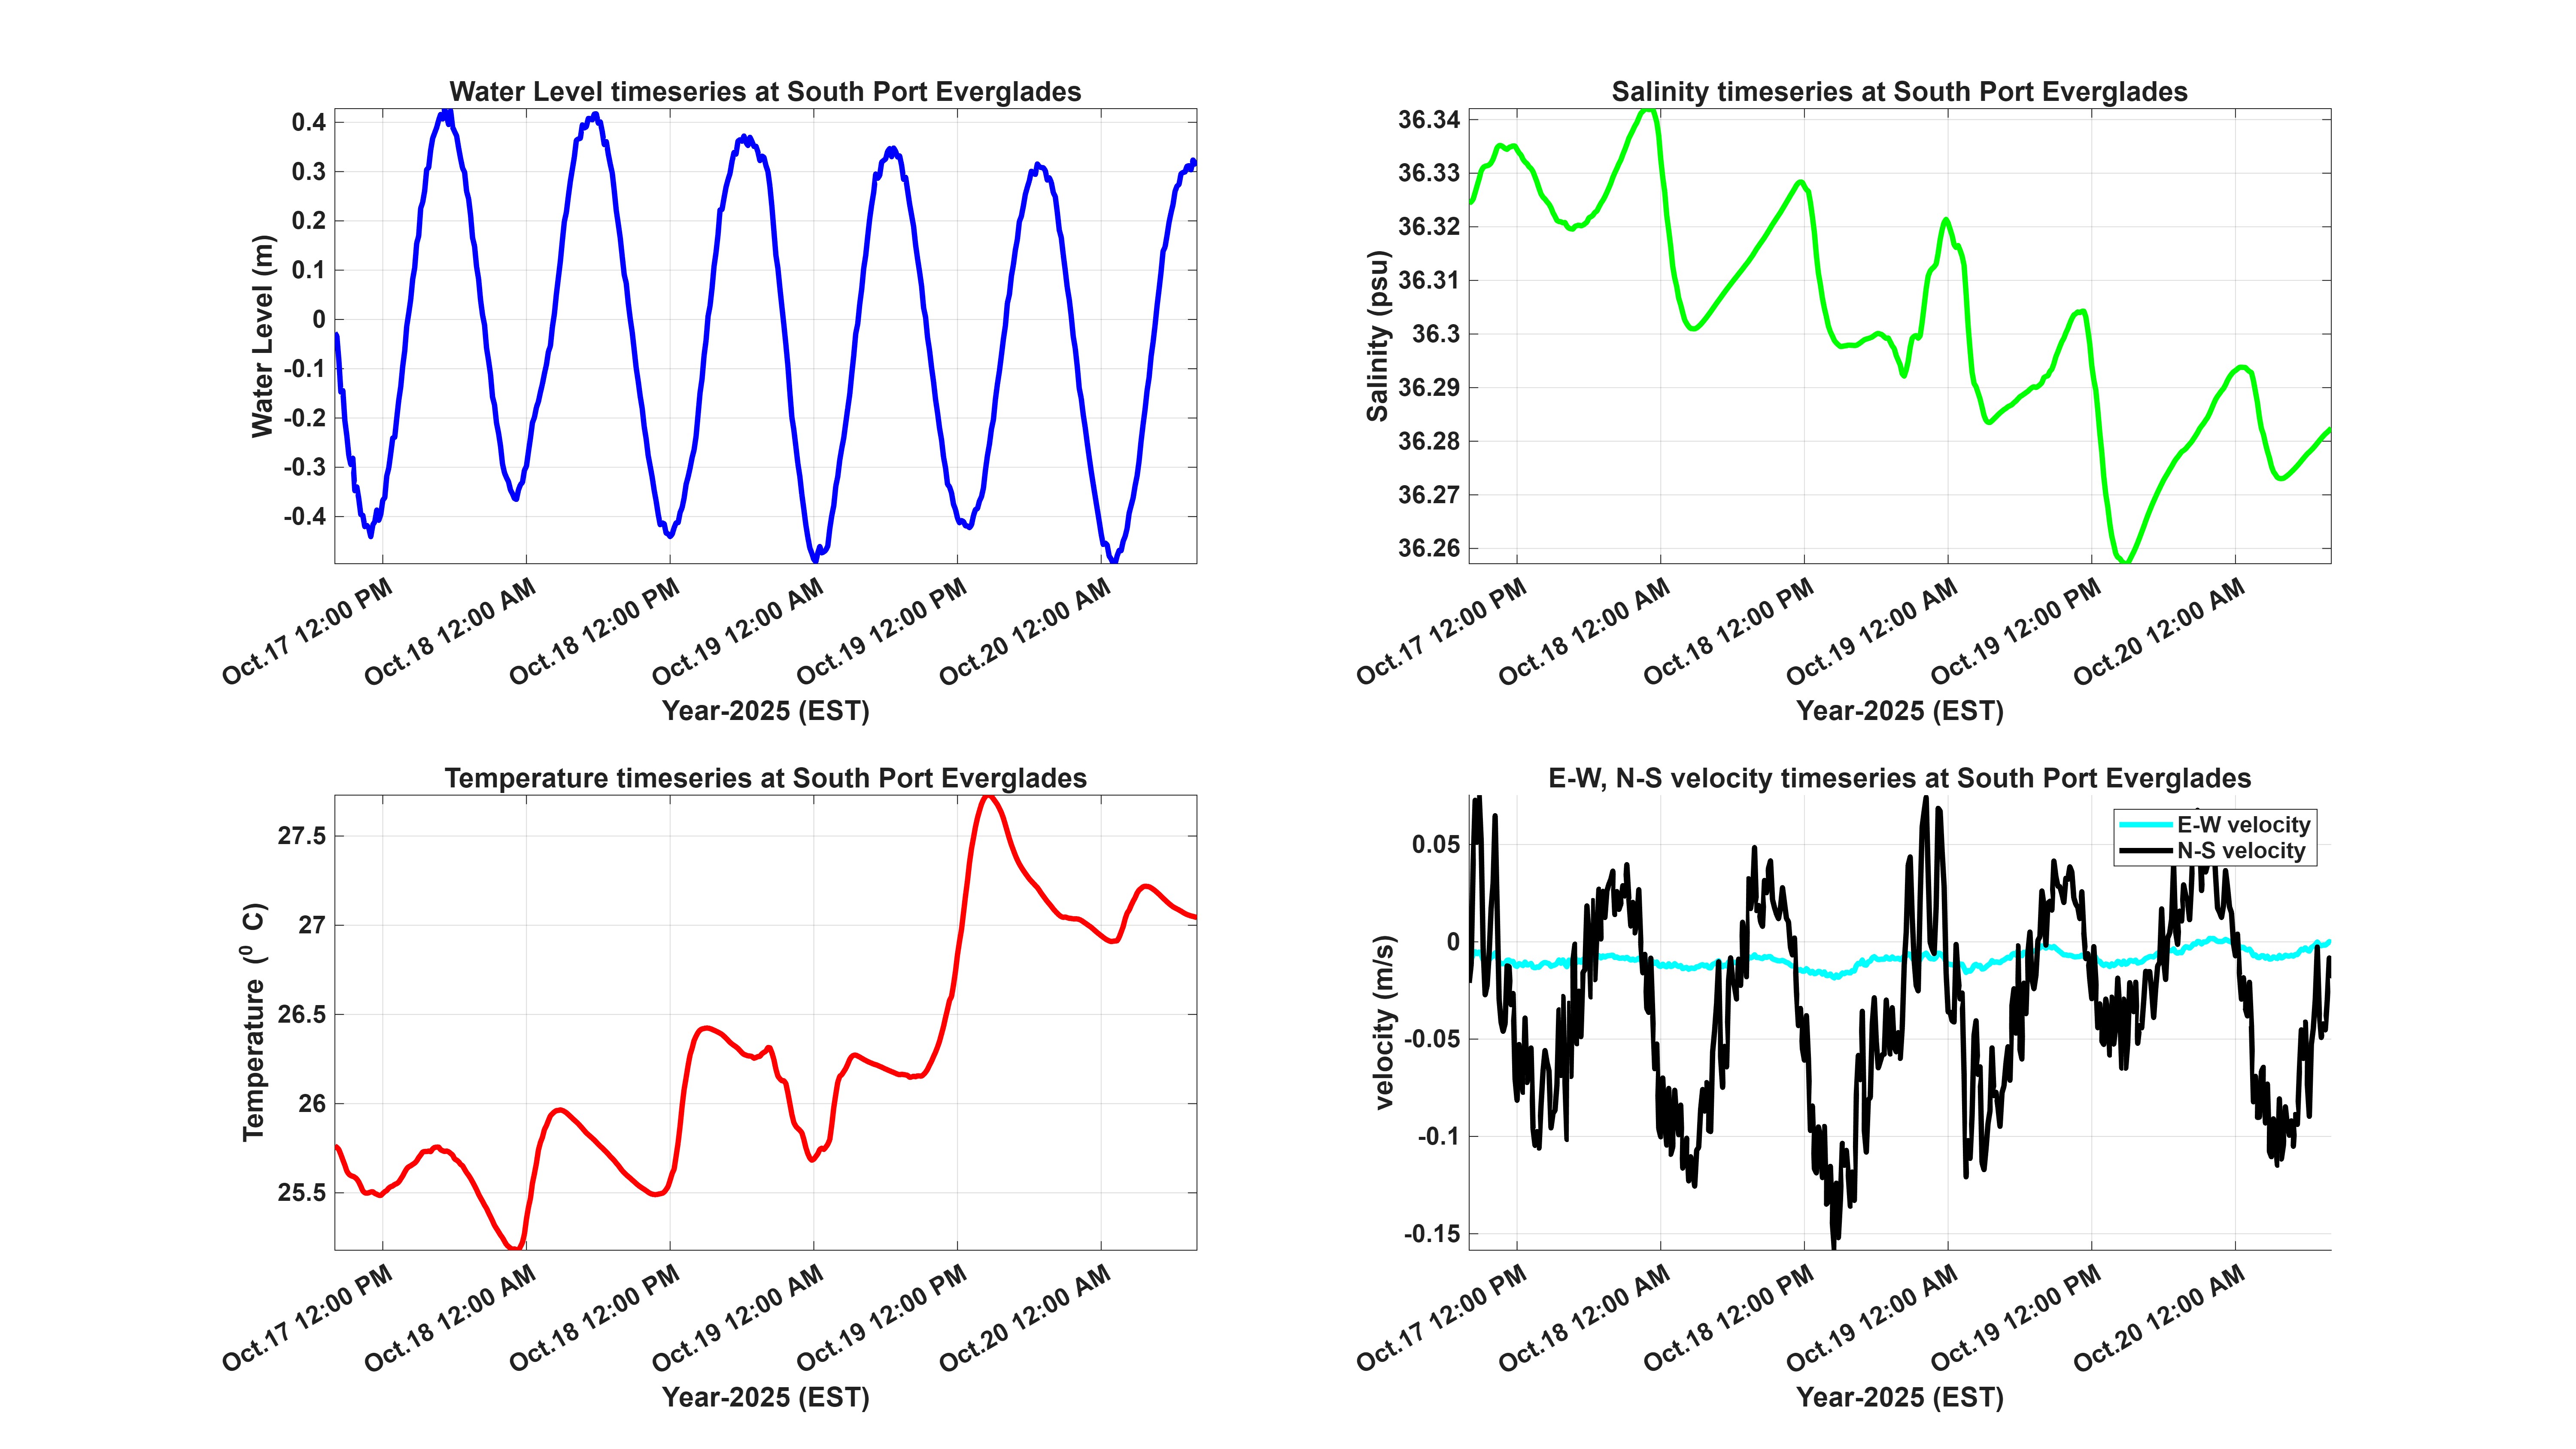 Water Level timeseries at South Port Everglades
Water Level (m)
0.4
0.3
0.2
0.1
0
-0.1
-0.2
-0.3
-0.4
Oct.17 12:00 PM
Oct.18 12:00 AM
Oct.18 12:00 PM
Oct.19 12:00 AM
Oct.19 12:00 PM
Oct.20 12:00 AM
Year-2025 (EST)
Salinity timeseries at South Port Everglades
Salinity (psu)
36.34
36.33
36.32
36.31
36.3
36.29
36.28
36.27
36.26
Oct.17 12:00 PM
Oct.18 12:00 AM
Oct.18 12:00 PM
Oct.19 12:00 AM
Oct.19 12:00 PM
Oct.20 12:00 AM
Year-2025 (EST)
Temperature timeseries at South Port Everglades
Temperature (⁰ C)
27.5
27
26.5
26
25.5
Oct.17 12:00 PM
Oct.18 12:00 AM
Oct.18 12:00 PM
Oct.19 12:00 AM
Oct.19 12:00 PM
Oct.20 12:00 AM
Year-2025 (EST)
E-W, N-S velocity timeseries at South Port Everglades
velocity (m/s)
0.05
0
-0.05
-0.1
-0.15
E-W velocity
N-S velocity
Oct.17 12:00 PM
Oct.18 12:00 AM
Oct.18 12:00 PM
Oct.19 12:00 AM
Oct.19 12:00 PM
Oct.20 12:00 AM
Year-2025 (EST)